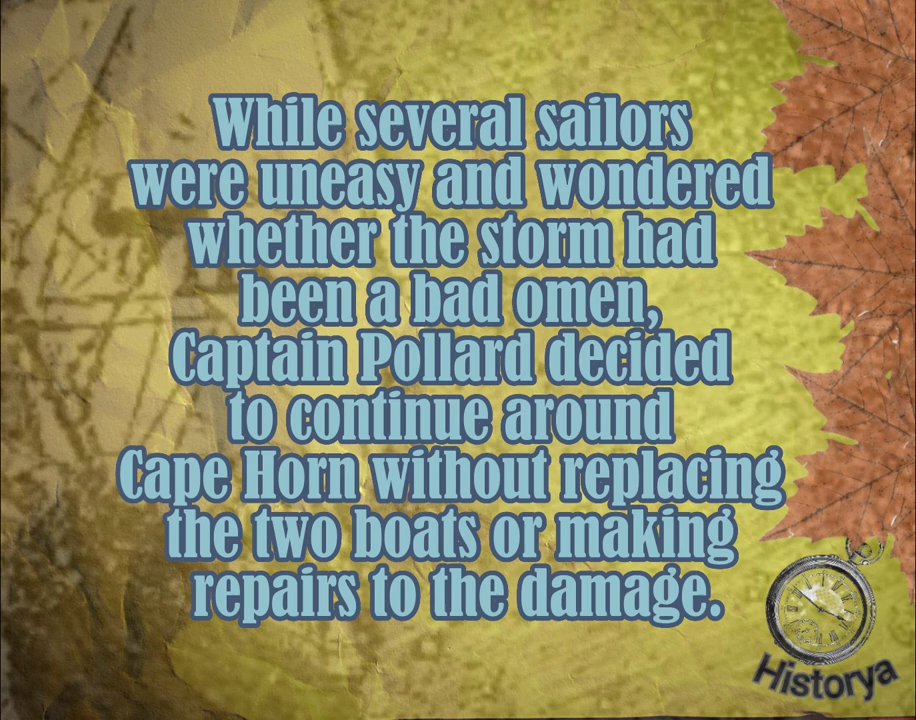 While several sailors
were uneasy and wondered
whether the storm had
been a bad omen,
Captain Pollard decided
to continue around
Cape Horn without replacing
the two boats or making
repairs to the damage.
Historya